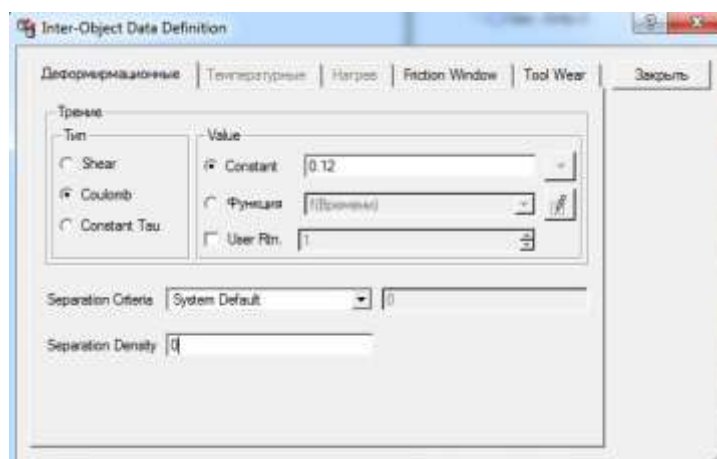 Inter-Object Data Definition
Деформирмационные Температурные Нагрев Friction Window Tool Wear Закрыть
Трение
Тип Value
Shear Constant 0.12
Coulomb Функция f(Времени)
Constant Tau User Rtn. 1
Separation Criteria System Default 0
Separation Density 0